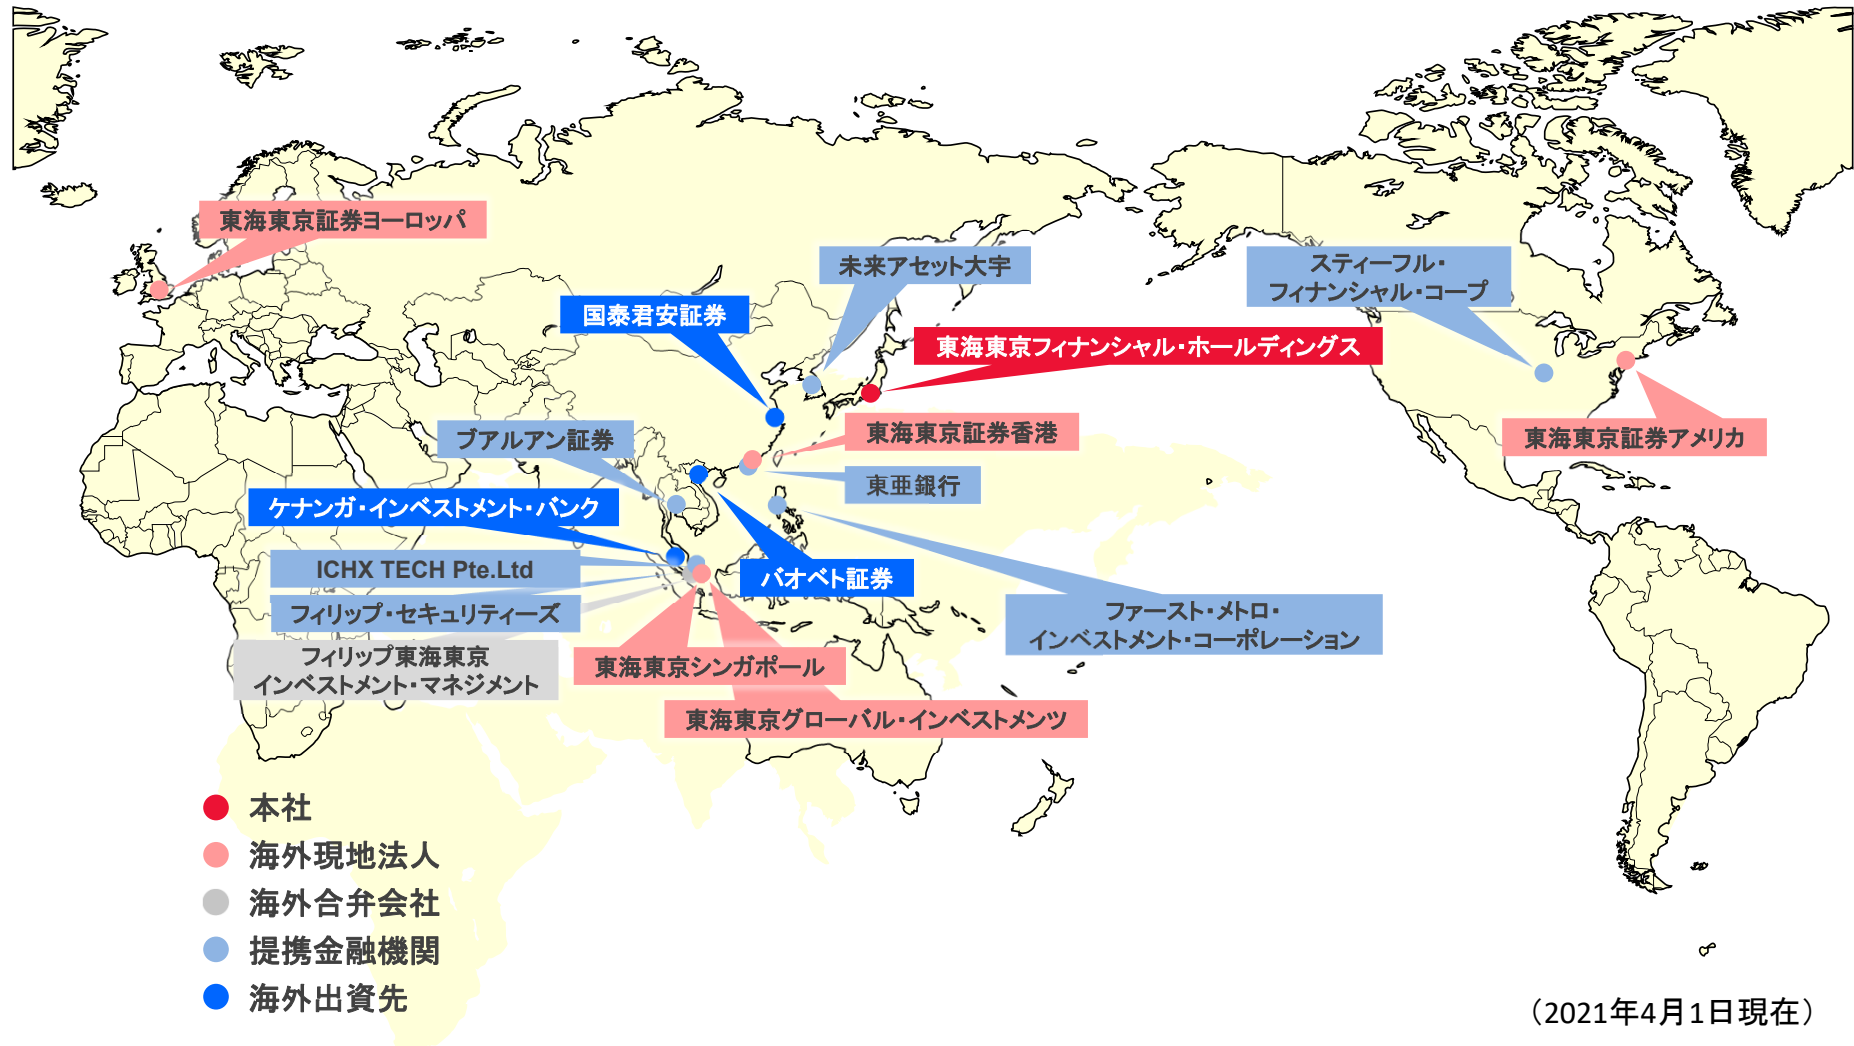 東海東京証券ヨーロッパ
未来アセット大宇
スティーフル・
フィナンシャル・コープ
国泰君安証券
東海東京フィナンシャル・ホールディングス
ブアルアン証券
東海東京証券香港
東海東京証券アメリカ
東亜銀行
ケナンガ・インベストメント・バンク
ICHX TECH Pte.Ltd
バオベト証券
フィリップ・セキュリティーズ
ファースト・メトロ・
インベストメント・コーポレーション
フィリップ東海東京
インベストメント・マネジメント
東海東京シンガポール
東海東京グローバル・インベストメンツ
本社
海外現地法人
海外合弁会社
提携金融機関
海外出資先
（2021年4月1日現在）